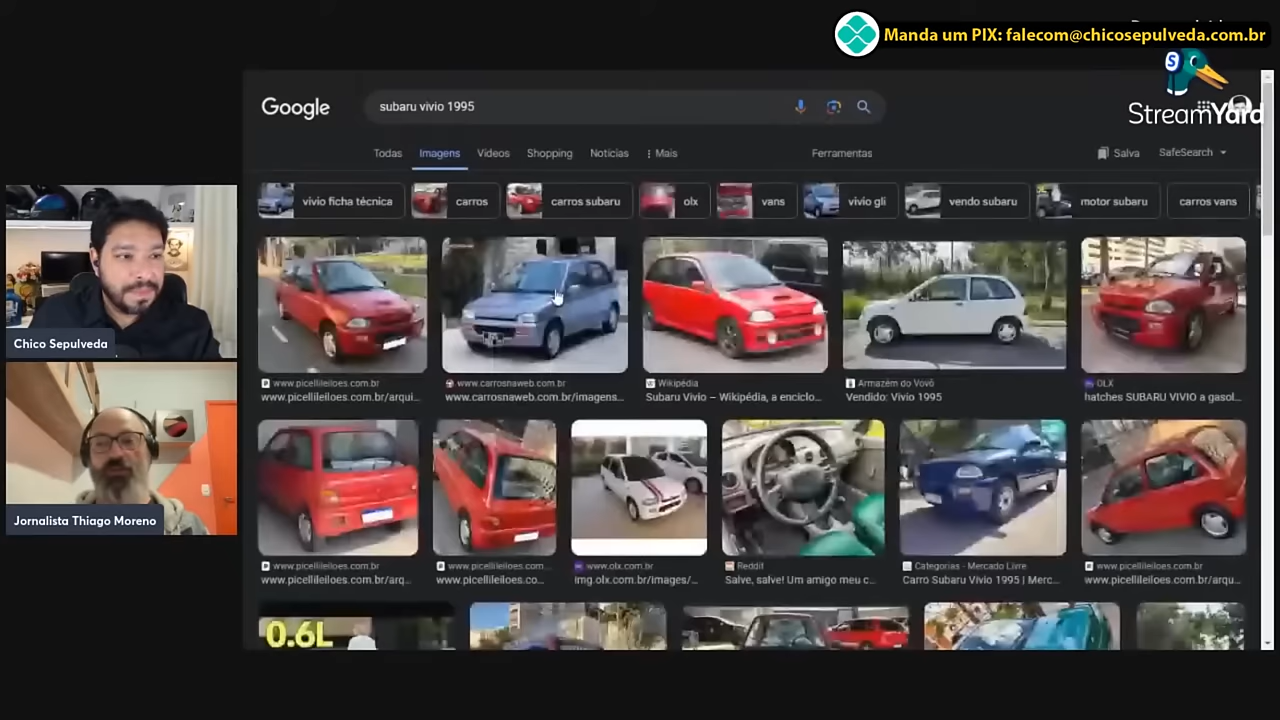 Manda um PIX: falecom@chicosepulveda.com.br
S
StreamYard
Google
subaru vivio 1995
Todas
Imagens
Vídeos
Shopping
Notícias
Mais
Ferramentas
Salva
SafeSearch
vivio ficha técnica
carros
carros subaru
olx
vans
vivio gli
vendo subaru
motor subaru
carros vans
Chico Sepulveda
Jornalista Thiago Moreno
www.picellileiloes.com.br
www.picellileiloes.com.br/arqui...
www.carrosnaweb.com.br
www.carrosnaweb.com.br/imagens...
Wikipédia
Subaru Vivio – Wikipédia, a enciclo...
Armazém do Vovô
Vendido: Vivio 1995
OLX
hatches SUBARU VIVIO a gasol...
www.picellileiloes.com.br
www.picellileiloes.com.br/arq...
www.picellileiloes.com...
www.picellileiloes.co...
www.olx.com.br
img.olx.com.br/images/...
Reddit
Salve, salve! Um amigo meu c...
Categorias - Mercado Livre
Carro Subaru Vivio 1995 | Merc...
www.picellileiloes.com.br
www.picellileiloes.com.br/arqu...
0.6L